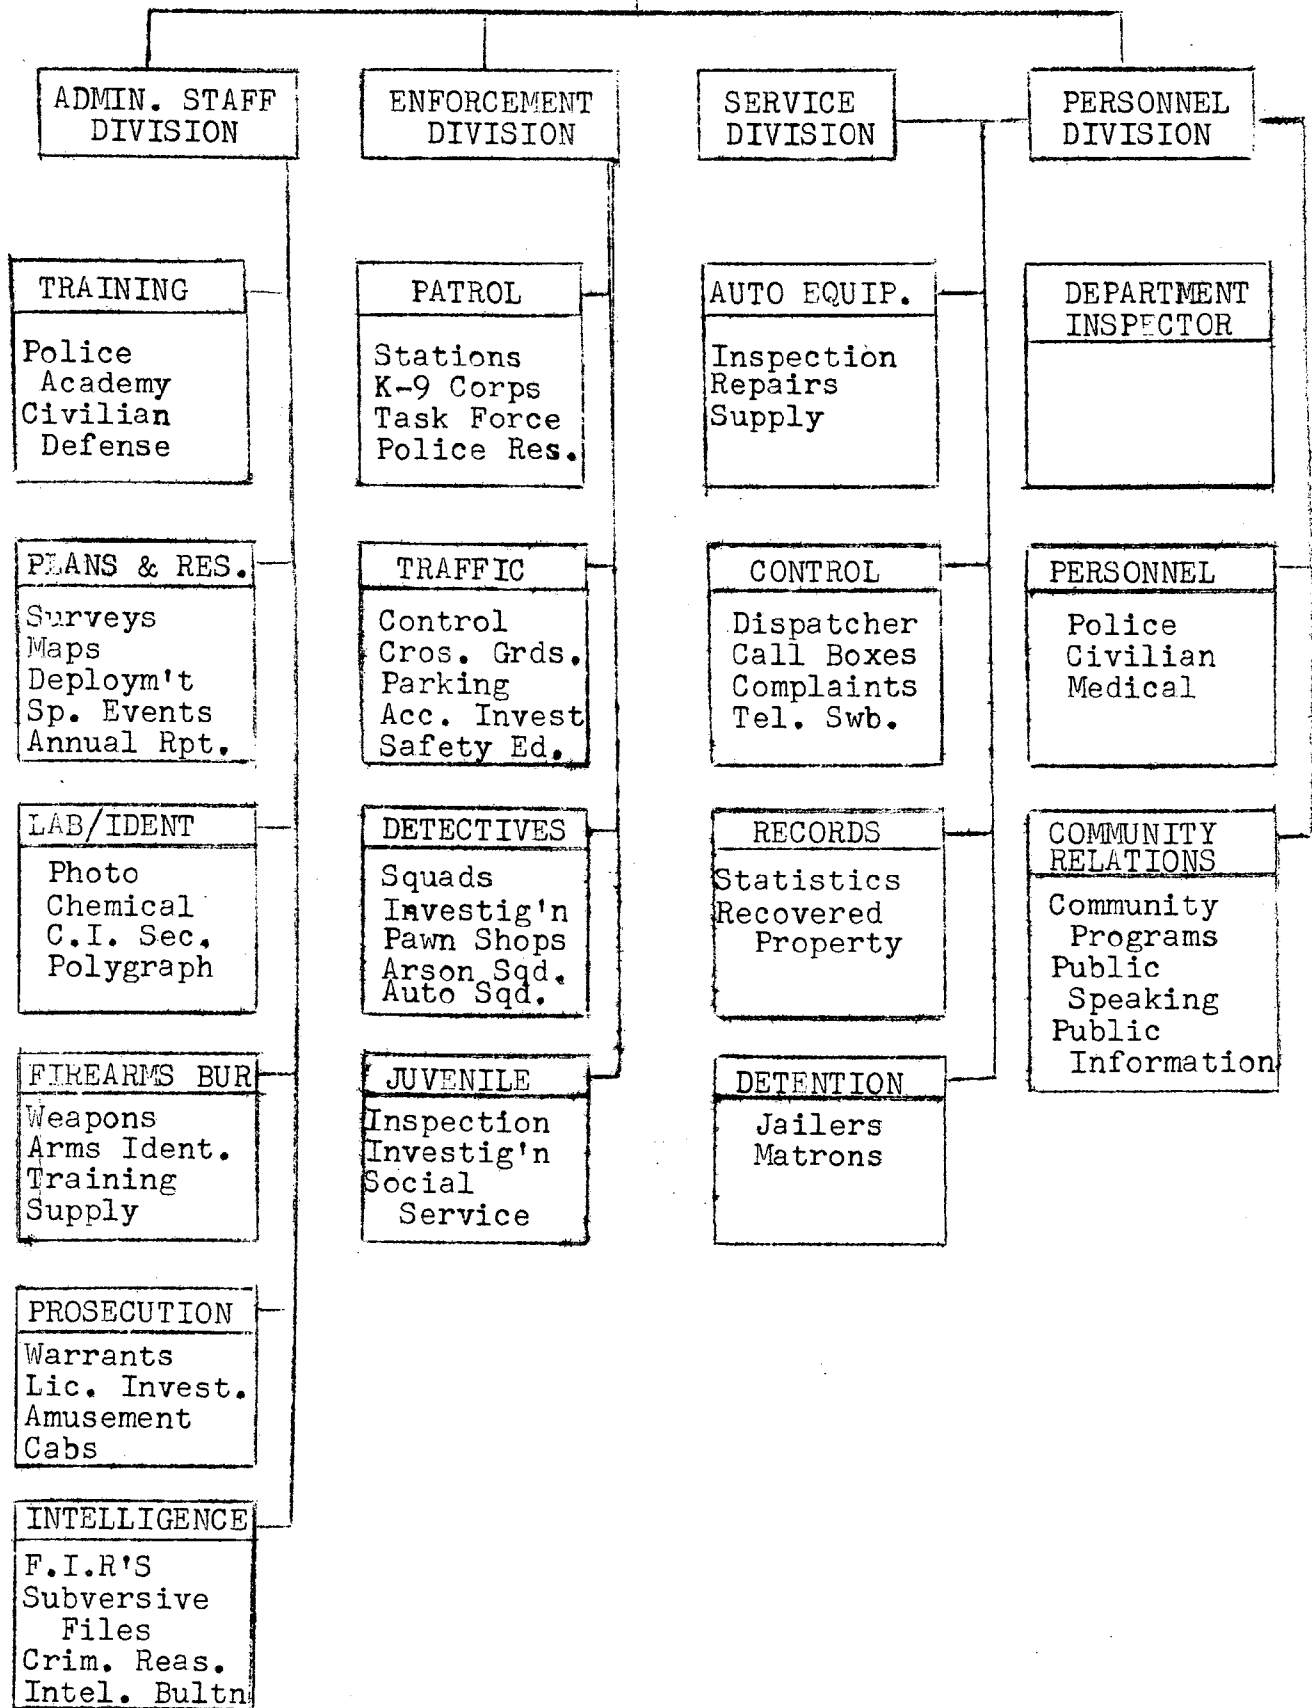 ADMIN. STAFF
DIVISION
TRAINING
Police
Academy
Civilian
Defense
PLANS & RES.
Surveys
Maps
Deploym't
Sp. Events
Annual Rpt.
LAB/IDENT
Photo
Chemical
C.I. Sec.
Polygraph
FIREARMS BUR
Weapons
Arms Ident.
Training
Supply
PROSECUTION
Warrants
Lic. Invest.
Amusement
Cabs
INTELLIGENCE
F.I.R'S
Subversive
Files
Crim. Reas.
Intel. Bultn
ENFORCEMENT
DIVISION
PATROL
Stations
K-9 Corps
Task Force
Police Res.
TRAFFIC
Control
Cros. Grds.
Parking
Acc. Invest
Safety Ed.
DETECTIVES
Squads
Investig'n
Pawn Shops
Arson Sqd.
Auto Sqd.
JUVENILE
Inspection
Investig'n
Social
Service
SERVICE
DIVISION
AUTO EQUIP.
Inspection
Repairs
Supply
CONTROL
Dispatcher
Call Boxes
Complaints
Tel. Swb.
RECORDS
Statistics
Recovered
Property
DETENTION
Jailers
Matrons
PERSONNEL
DIVISION
DEPARTMENT
INSPECTOR
PERSONNEL
Police
Civilian
Medical
COMMUNITY
RELATIONS
Community
Programs
Public
Speaking
Public
Information